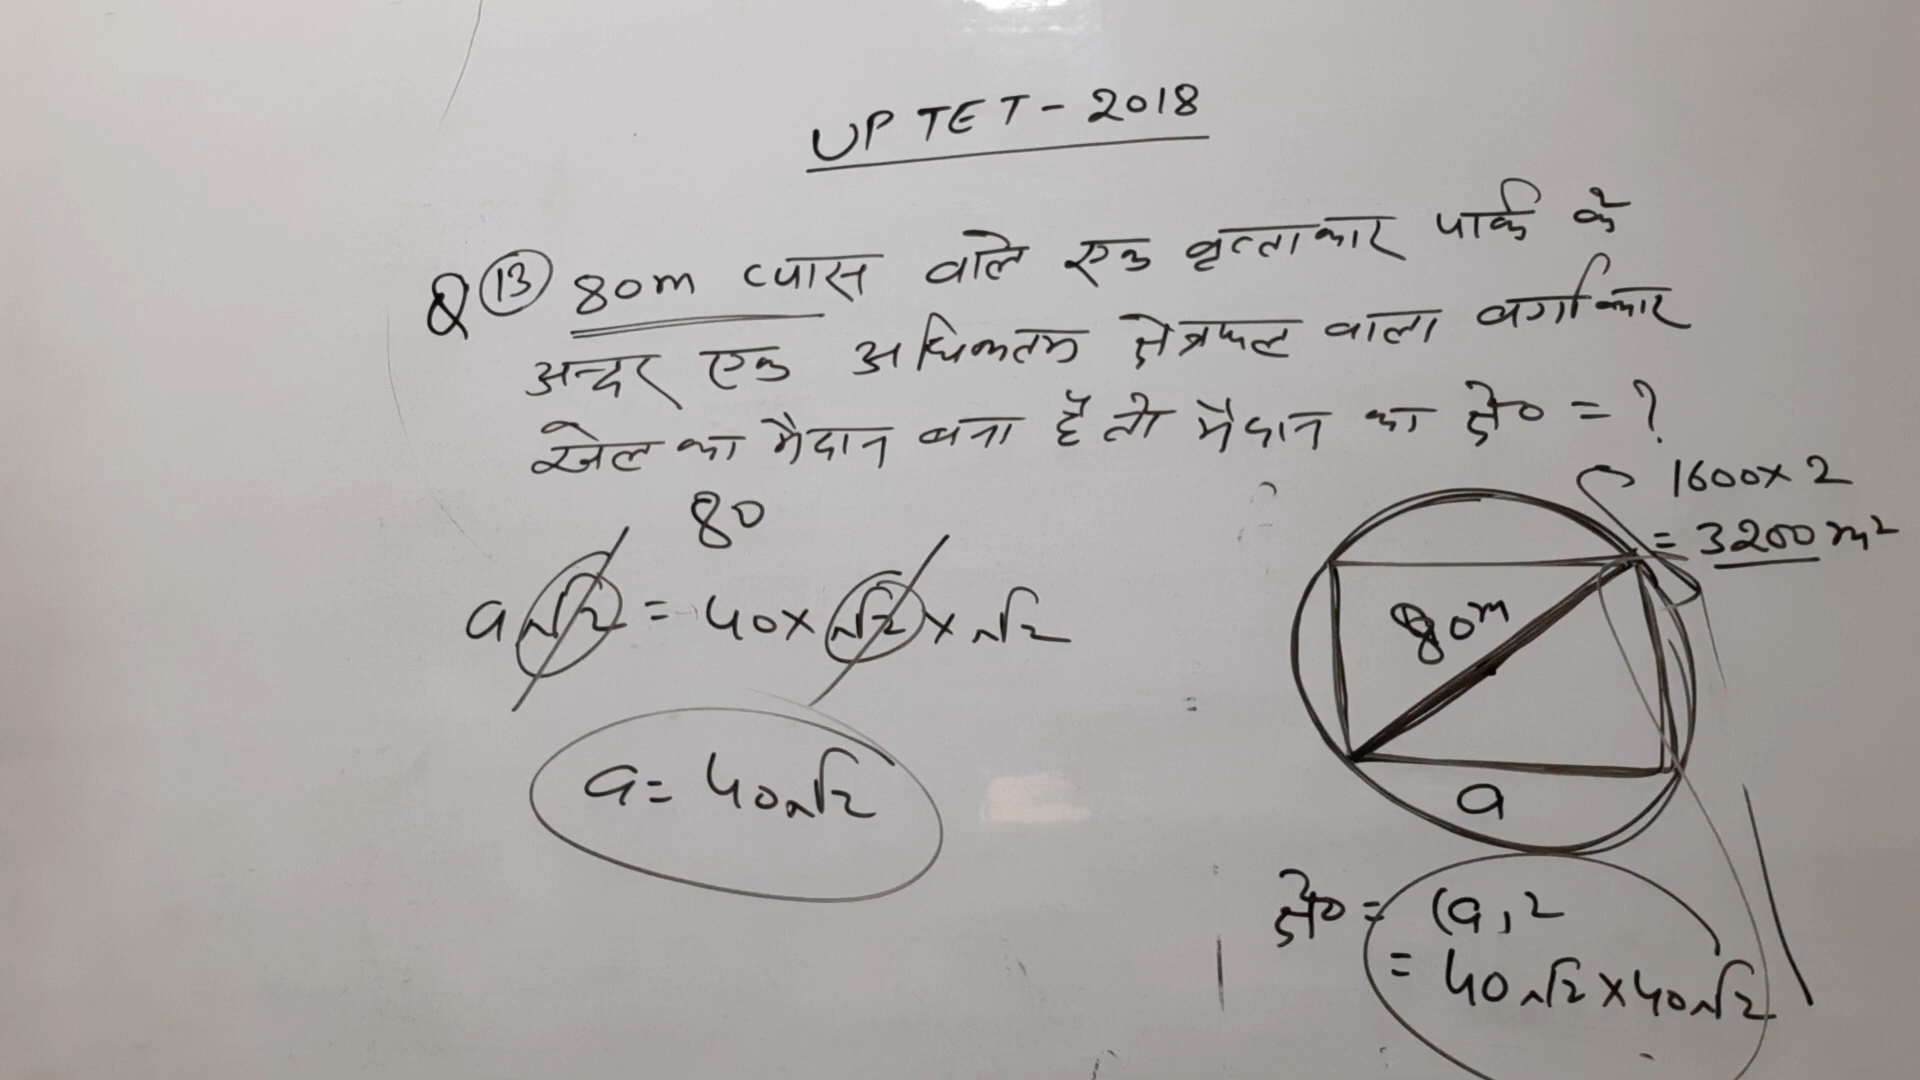 UP TET - 2018
Q 13 80m व्यास वाले एक वृत्ताकार पार्क के
अन्दर एक अधिकतम क्षेत्रफल वाला वर्गाकार
खेल का मैदान बना है तो मैदान का क्षे० = ?
80
a√2 = 40 × √2 × √2
a = 40√2
1600 × 2
= 3200 m²
80m
a
क्षे० = (a)2
= 40√2 × 40√2